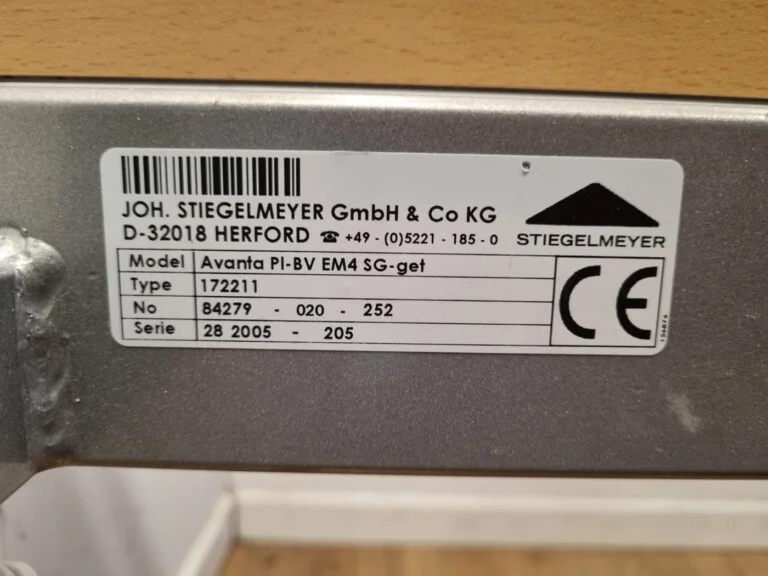 JOH. STIEGELMEYER GmbH & Co KG
D-32018 HERFORD ☎ +49 - (0)5221 - 185 - 0
STIEGELMEYER
Model Avanta PI-BV EM4 SG-get
Type 172211
No 84279 - 020 - 252
Serie 28 2005 - 205
CE